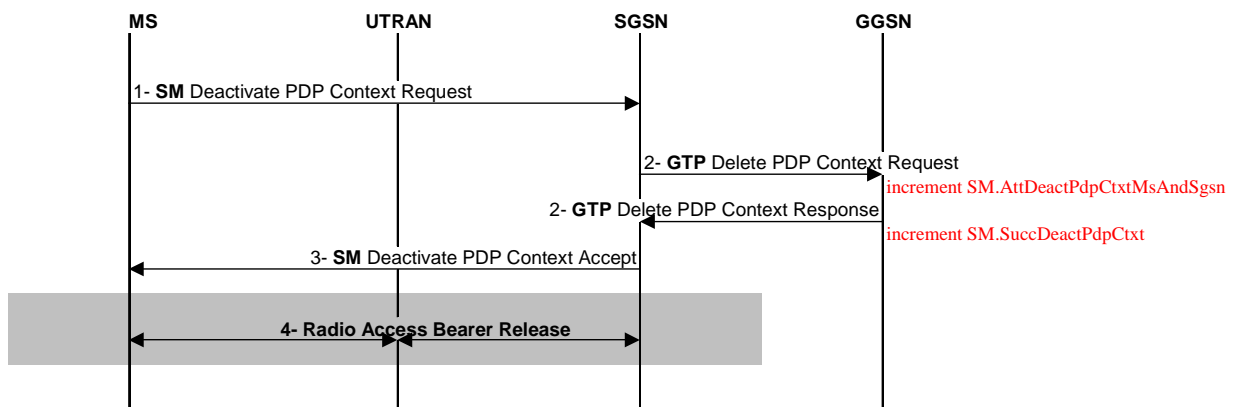 MS UTRAN SGSN GGSN
1- SM Deactivate PDP Context Request
2- GTP Delete PDP Context Request
increment SM.AttDeactPdpCtxtMsAndSgsn
2- GTP Delete PDP Context Response
increment SM.SuccDeactPdpCtxt
3- SM Deactivate PDP Context Accept
4- Radio Access Bearer Release